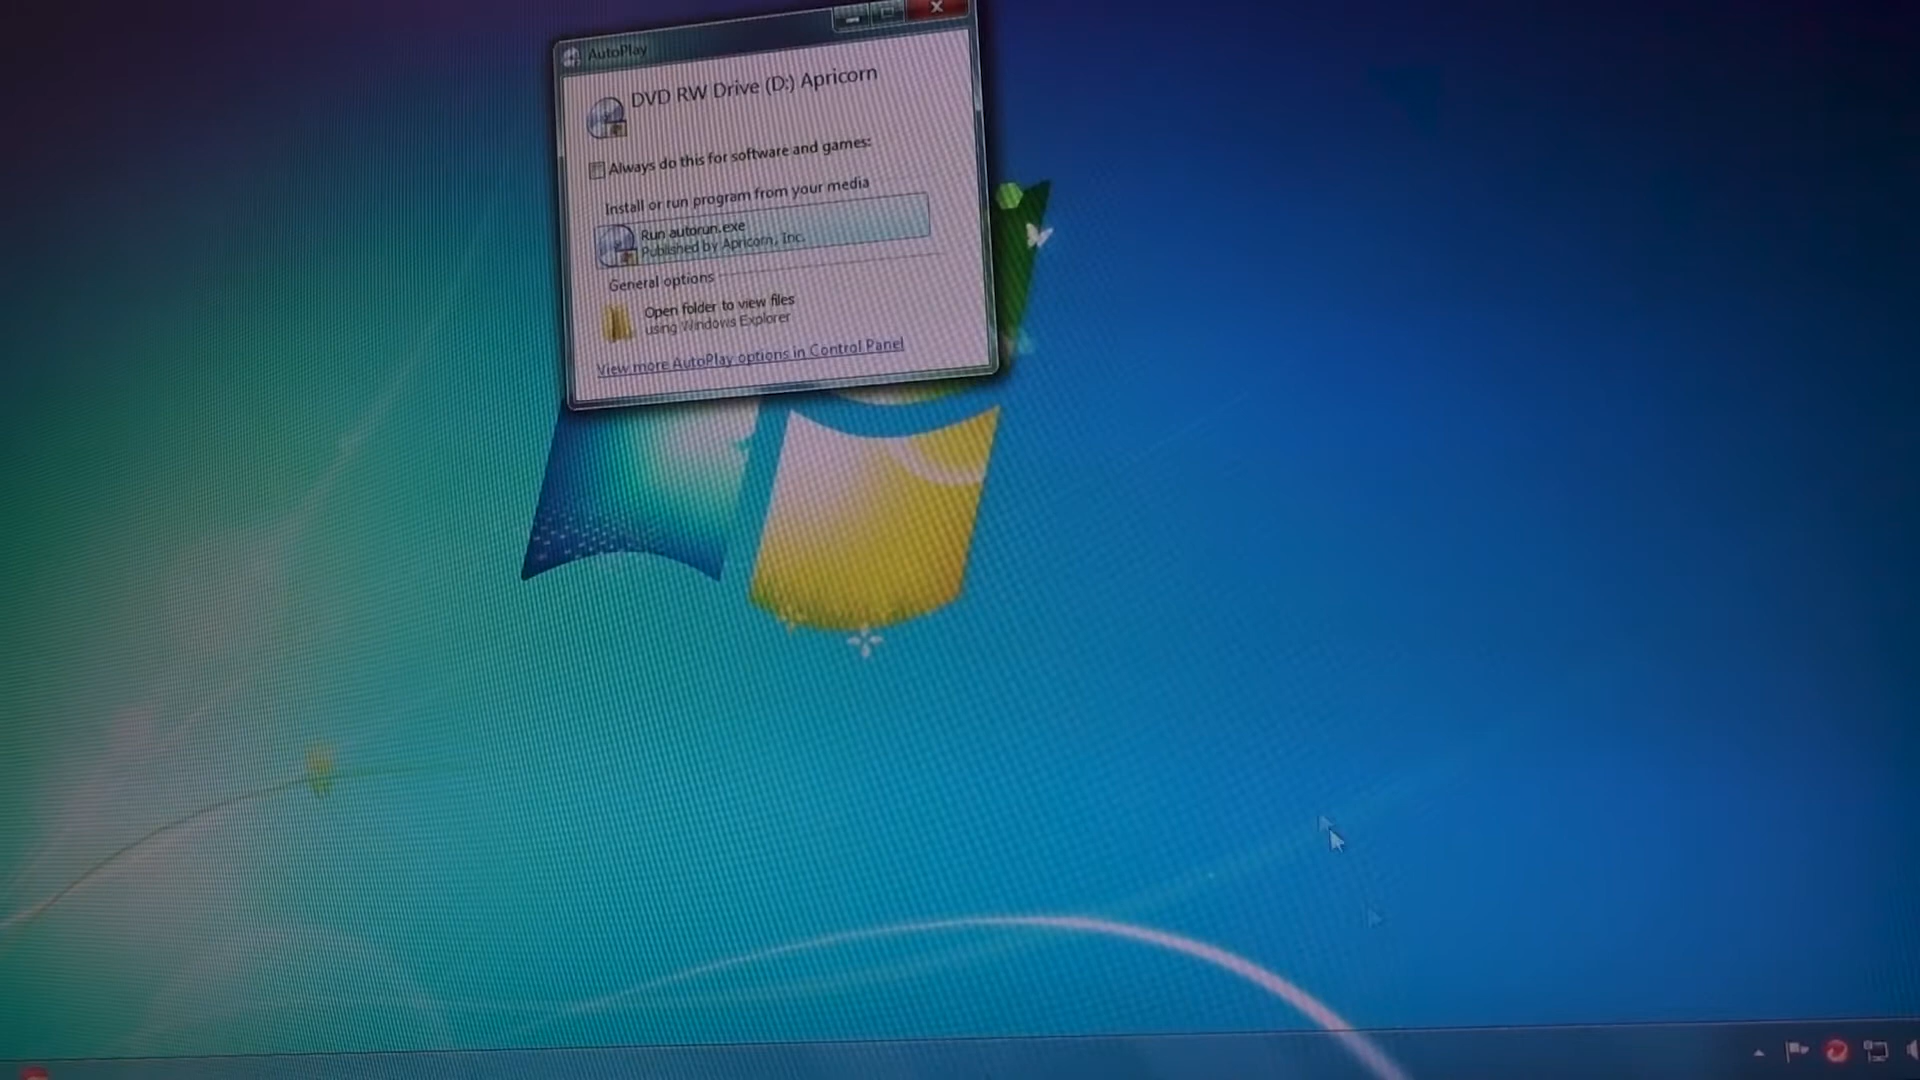 AutoPlay
DVD RW Drive (D:) Apricorn
Always do this for software and games:
Install or run program from your media
Run autorun.exe
Published by Apricorn, Inc.
General options
Open folder to view files
using Windows Explorer
View more AutoPlay options in Control Panel